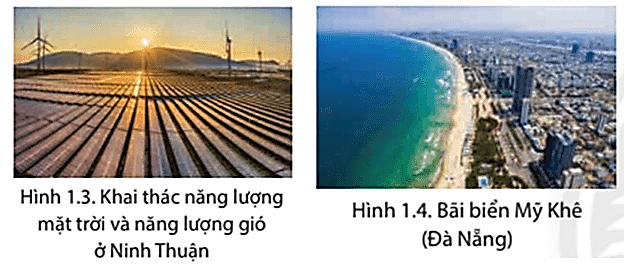 Hình 1.3. Khai thác năng lượng
mặt trời và năng lượng gió
ở Ninh Thuận
Hình 1.4. Bãi biển Mỹ Khê
(Đà Nẵng)